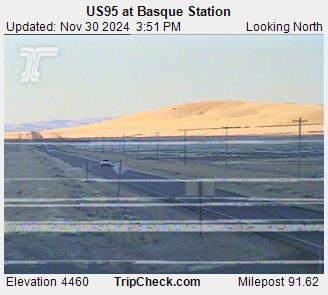 US95 at Basque Station
Updated: Nov 30 2024 3:51 PM Looking North
Elevation 4460 TripCheck.com Milepost 91.62